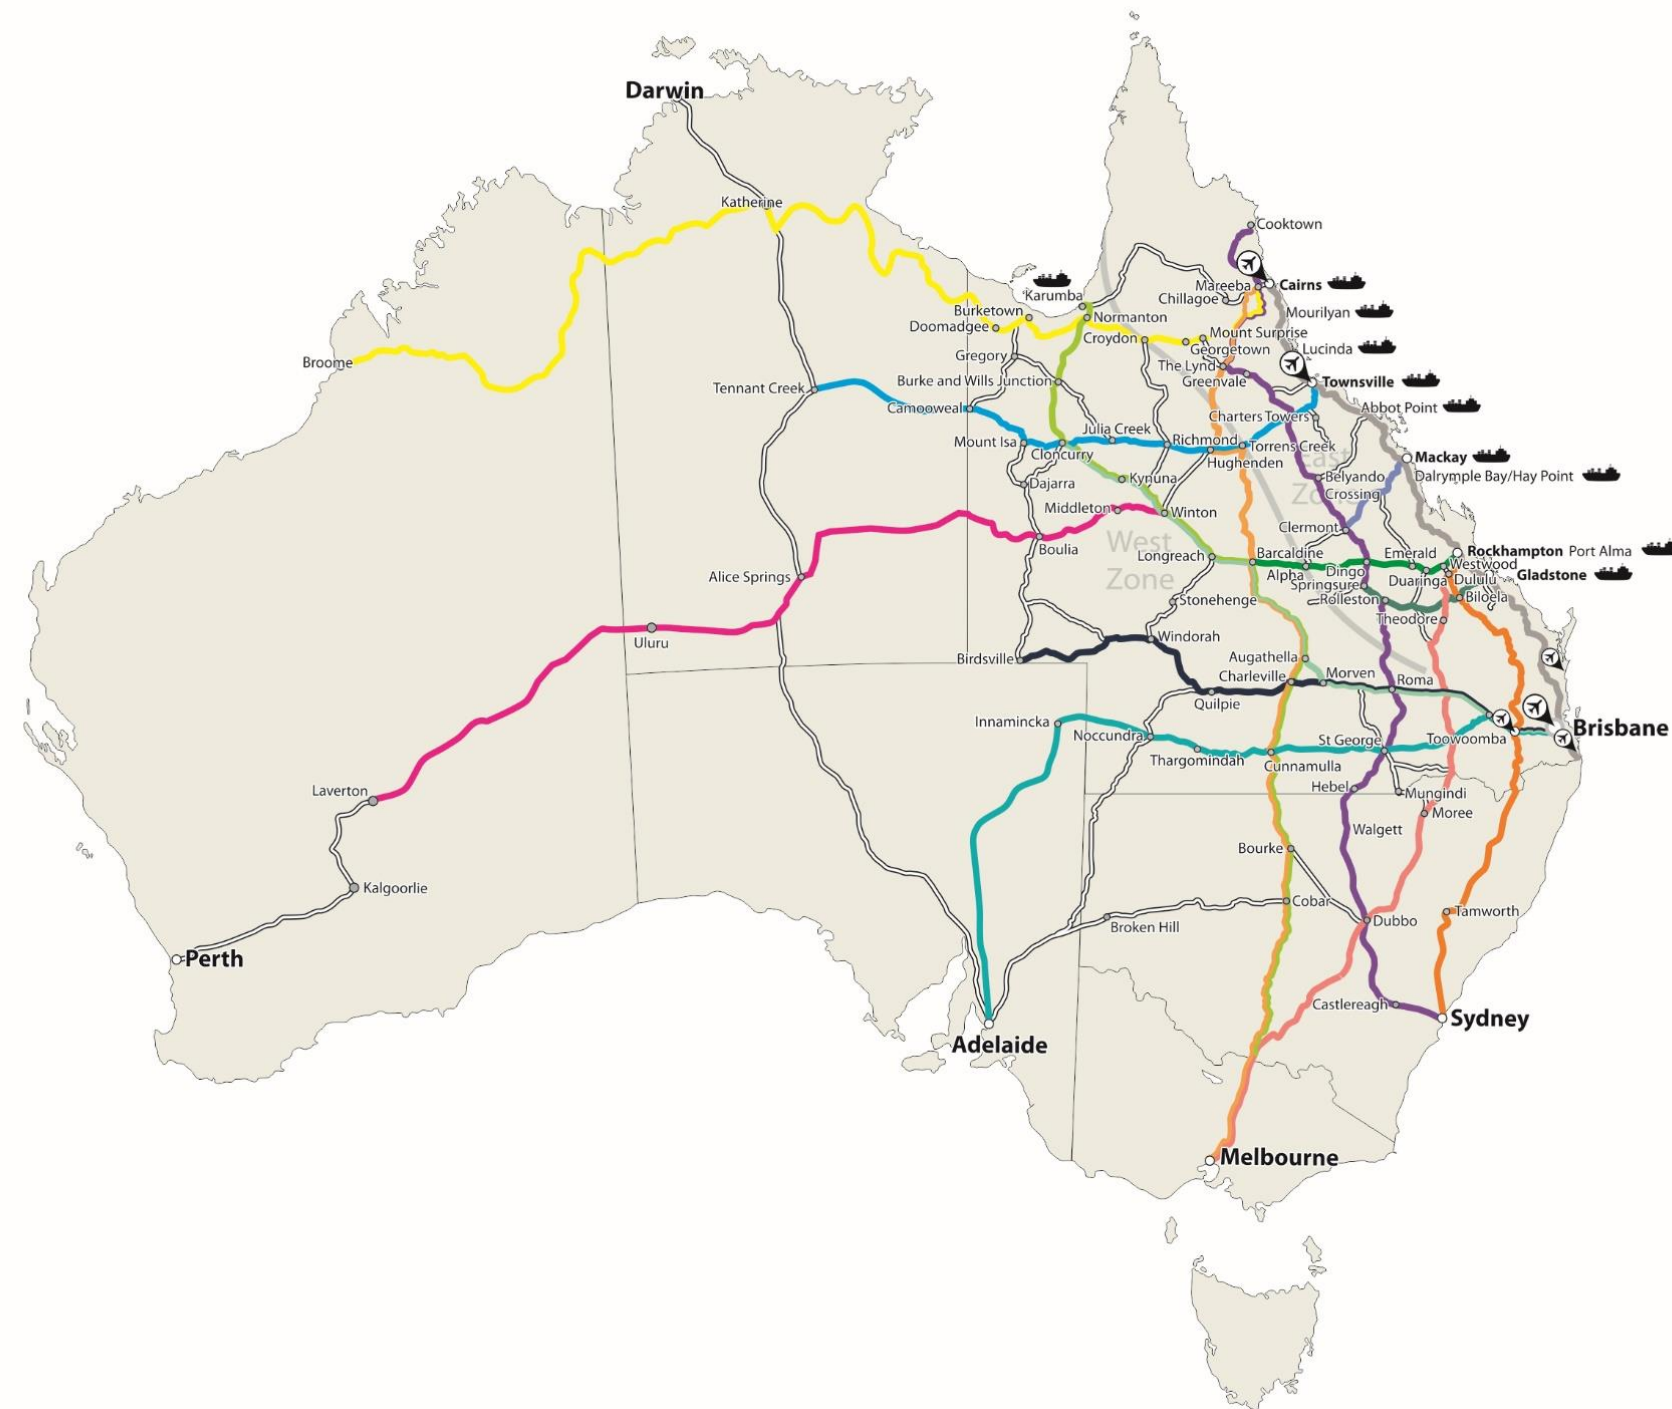 Darwin
Katherine
Cooktown
Karumba
Mareeba
Cairns
Chillagoe
Burketown
Normanton
Mourilyan
Doomadgee
Croydon
Mount Surprise
Georgetown
Lucinda
Gregory
Broome
The Lynd
Burke and Wills Junction
Greenvale
Townsville
Tennant Creek
Camooweal
Abbot Point
Charters Towers
Julia Creek
Mount Isa
Richmond
Torrens Creek
Cloncurry
Hughenden
East
Zone
Mackay
Dajarra
Kynuna
Belyando
Crossing
Dalrymple Bay/Hay Point
Middleton
Winton
Clermont
Boulia
West
Zone
Longreach
Barcaldine
Emerald
Rockhampton Port Alma
Westwood
Alice Springs
Alpha
Dingo
Duaringa
Dululu
Gladstone
Springsure
Rolleston
Biloela
Stonehenge
Theodore
Uluru
Windorah
Birdsville
Augathella
Charleville
Morven
Roma
Quilpie
Innamincka
Noccundra
St George
Toowoomba
Brisbane
Thargomindah
Cunnamulla
Laverton
Hebel
Mungindi
Moree
Walgett
Bourke
Kalgoorlie
Cobar
Broken Hill
Dubbo
Tamworth
Perth
Castlereagh
Sydney
Adelaide
Melbourne